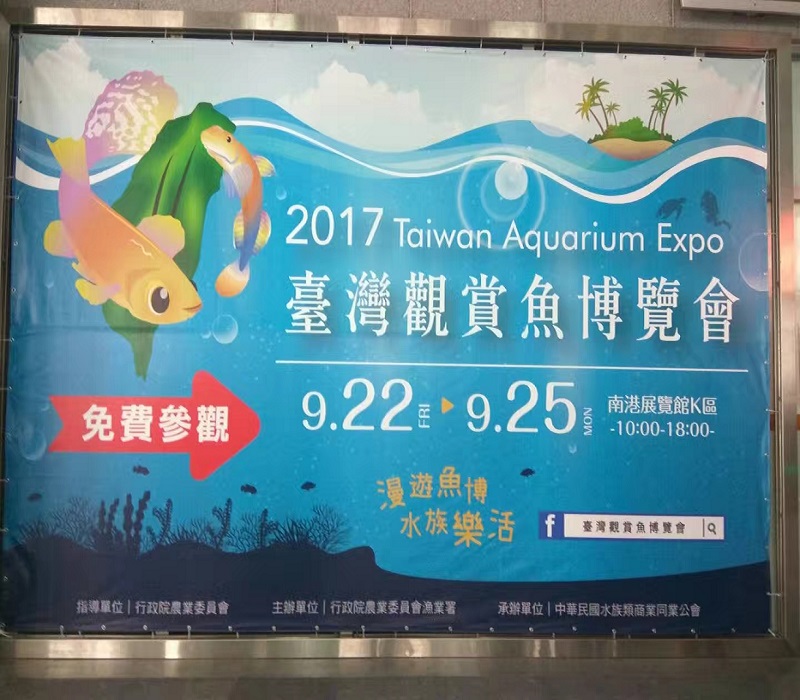 2017 Taiwan Aquarium Expo
臺灣觀賞魚博覽會
9.22 FRI 9.25 MON
南港展覽館K區
-10:00-18:00-
免費參觀
漫遊魚博
水族樂活
f 臺灣觀賞魚博覽會
指導單位|行政院農業委員會 主辦單位|行政院農業委員會漁業署 承辦單位|中華民國水族類商業同業公會